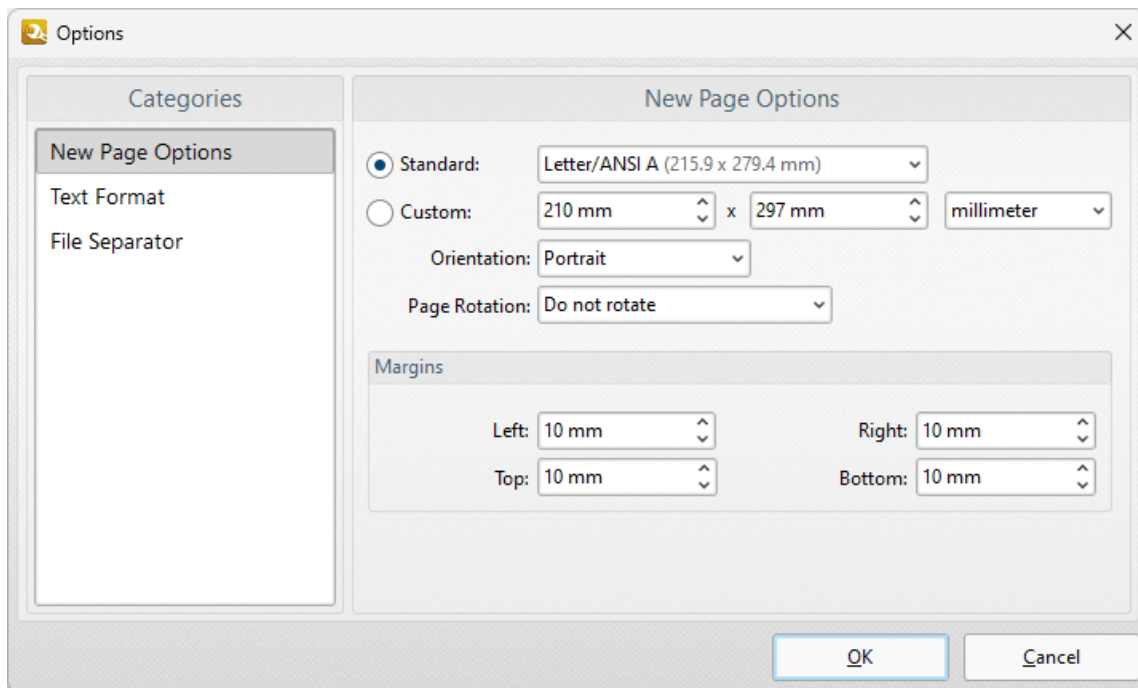 Options
Categories
New Page Options
Text Format
File Separator
New Page Options
Standard: Letter/ANSI A (215.9 x 279.4 mm)
Custom: 210 mm x 297 mm millimeter
Orientation: Portrait
Page Rotation: Do not rotate
Margins
Left: 10 mm Right: 10 mm
Top: 10 mm Bottom: 10 mm
OK Cancel